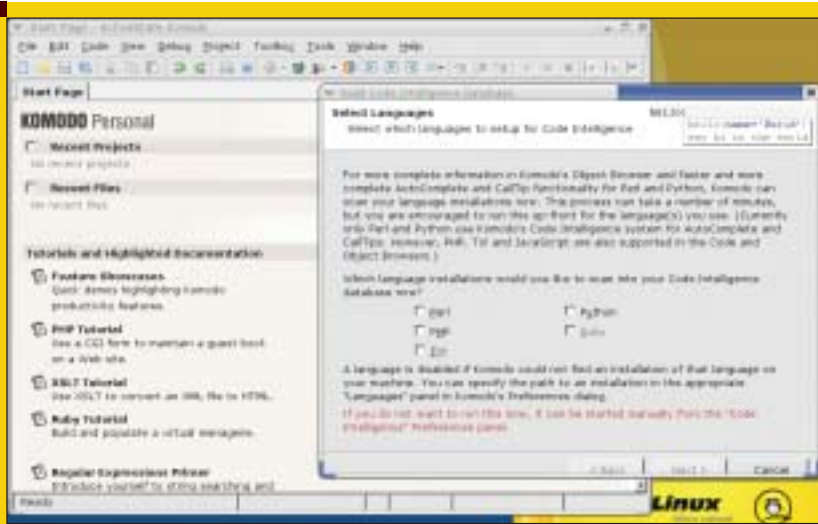 Start Page - ActiveState Komodo
File Edit Code View Debug Project Toolbox Tools Window Help
Start Page
KOMODO Personal
Recent Projects
No recent projects
Recent Files
No recent files
Tutorials and Highlighted Documentation
Feature Showcases
Quick demos highlighting Komodo
productivity features.
PHP Tutorial
Use a CGI form to maintain a guest book
on a Web site.
XSLT Tutorial
Use XSLT to convert an XML file to HTML.
Ruby Tutorial
Build and populate a virtual menagerie.
Regular Expressions Primer
Introduce yourself to string searching and
Ready
Build Code Intelligence Database
Select Languages
Select which languages to setup for Code Intelligence
For more complete information in Komodo's Object Browser and faster and more
complete AutoComplete and CallTip functionality for Perl and Python, Komodo can
scan your language installations now. This process can take a number of minutes,
but you are encouraged to run this up-front for the language(s) you use. (Currently
only Perl and Python use Komodo's Code Intelligence system for AutoComplete and
CallTips. However, PHP, Tcl and JavaScript are also supported in the Code and
Object Browsers.)
Which language installations would you like to scan into your Code Intelligence
database now?
Perl Python
PHP Ruby
Tcl
A language is disabled if Komodo could not find an installation of that language on
your machine. You can specify the path to an installation in the appropriate
"Languages" panel in Komodo's Preferences dialog.
If you do not want to run this now, it can be started manually from the "Code
Intelligence" Preferences panel.
< Back Next > Cancel
Linux